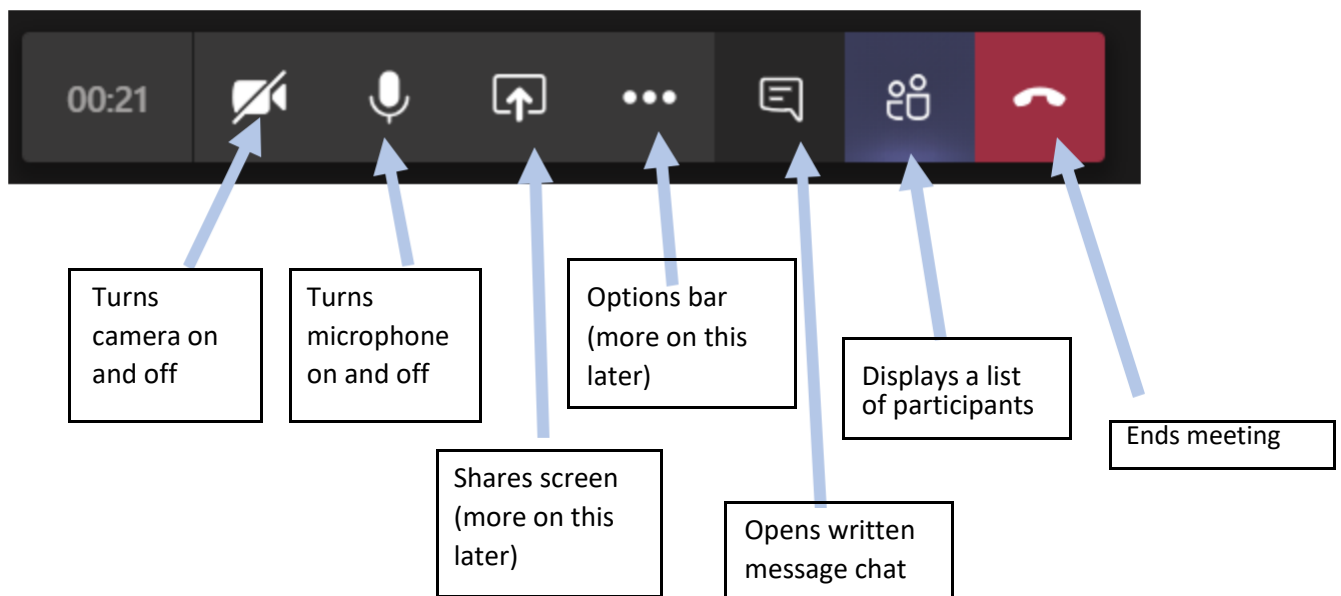 00:21
Turns
camera on
and off
Turns
microphone
on and off
Options bar
(more on this
later)
Displays a list
of participants
Ends meeting
Shares screen
(more on this
later)
Opens written
message chat